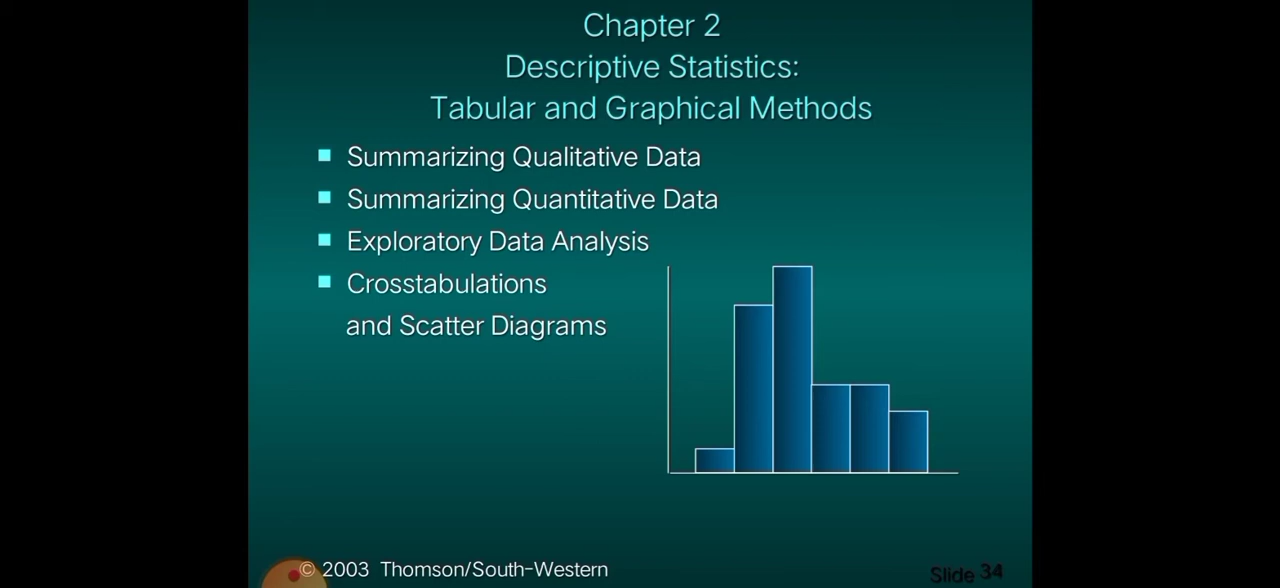 Chapter 2
Descriptive Statistics:
Tabular and Graphical Methods
Summarizing Qualitative Data
Summarizing Quantitative Data
Exploratory Data Analysis
Crosstabulations
and Scatter Diagrams
© 2003 Thomson/South-Western
Slide 34